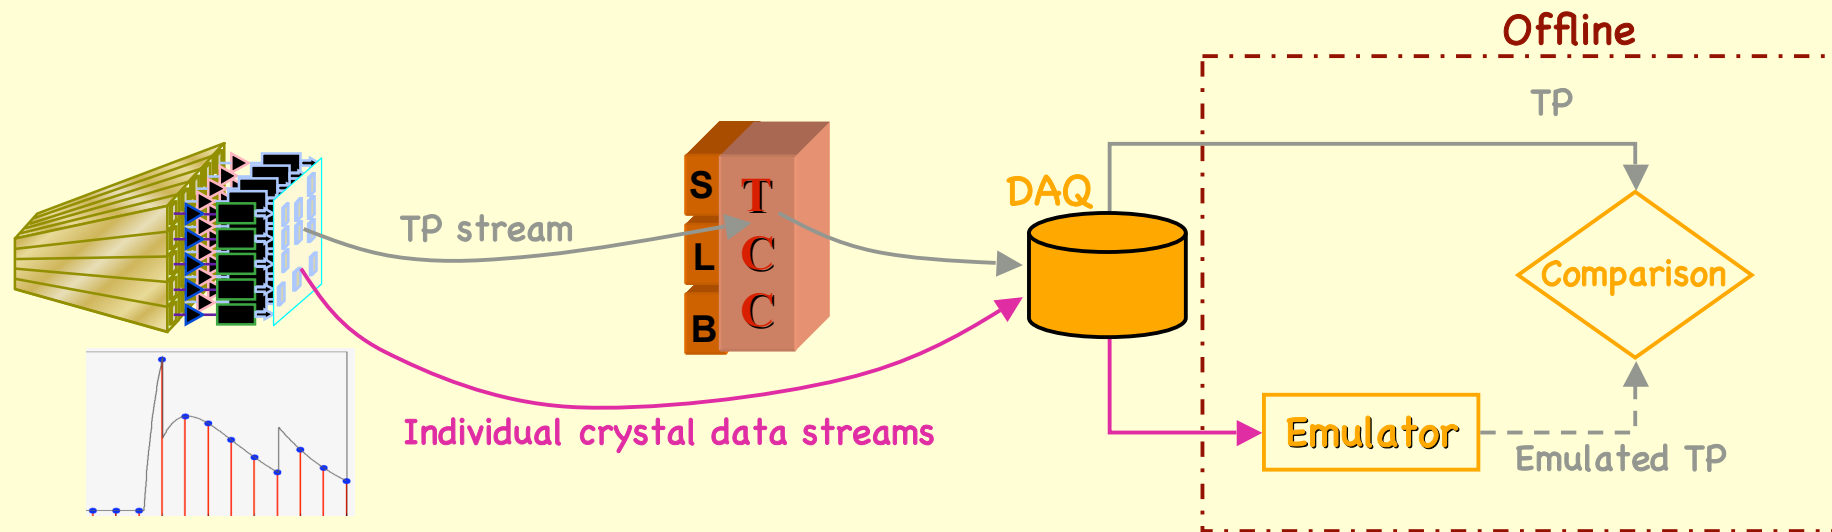 Offline
TP
DAQ
TP stream
S
L
B
T
C
C
Comparison
Individual crystal data streams
Emulator
Emulated TP